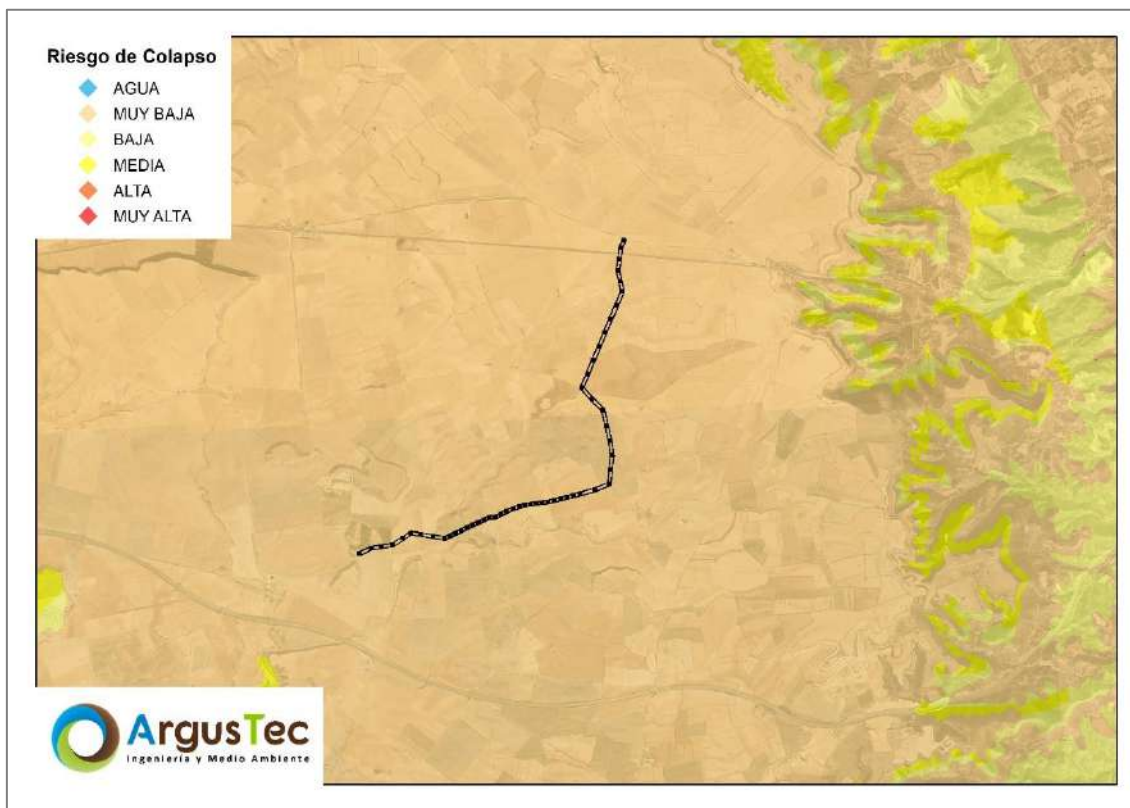 Riesgo de Colapso
AGUA
MUY BAJA
BAJA
MEDIA
ALTA
MUY ALTA
ArgusTec
Ingeniería y Medio Ambiente